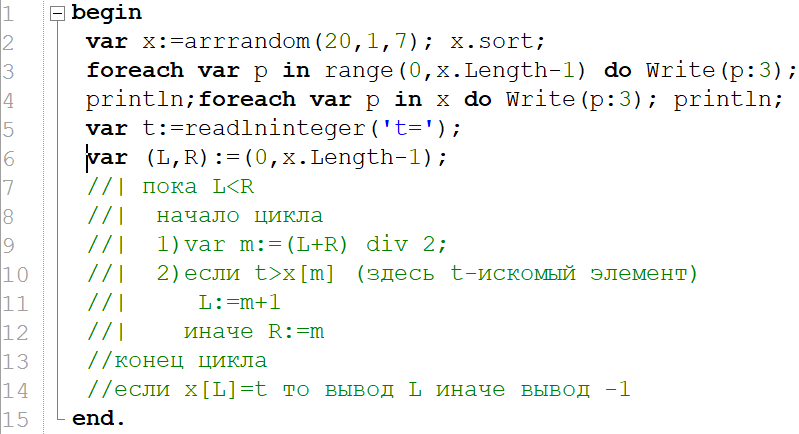 1 begin
2 var x:=arrrandom(20,1,7); x.sort;
3 foreach var p in range(0,x.Length-1) do Write(p:3);
4 println;foreach var p in x do Write(p:3); println;
5 var t:=readlninteger('t=');
6 var (L,R):=(0,x.Length-1);
7 //| пока L<R
8 //|  начало цикла
9 //|  1)var m:=(L+R) div 2;
10 //|  2)если t>x[m] (здесь t-искомый элемент)
11 //|     L:=m+1
12 //|    иначе R:=m
13 //конец цикла
14 //если x[L]=t то вывод L иначе вывод -1
15 end.